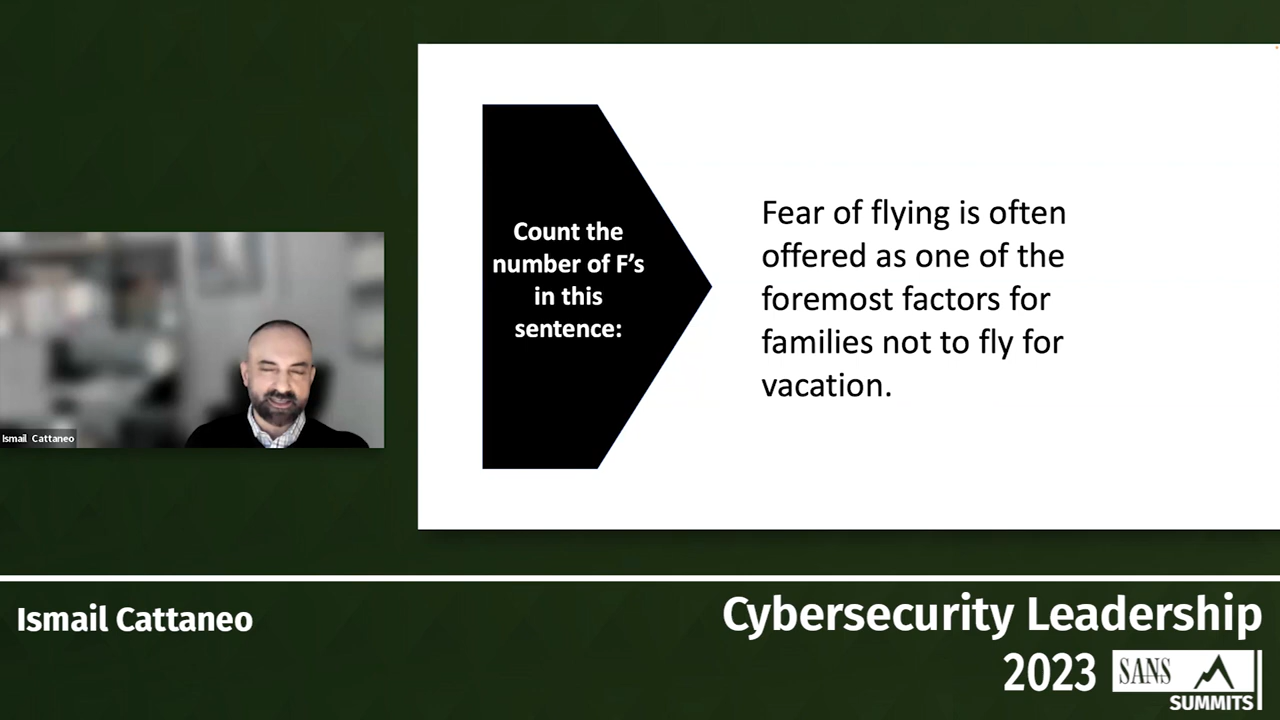 Count the
number of F’s
in this
sentence:
Fear of flying is often
offered as one of the
foremost factors for
families not to fly for
vacation.
Ismail Cattaneo
Ismail Cattaneo
Cybersecurity Leadership
2023
SANS
SUMMITS